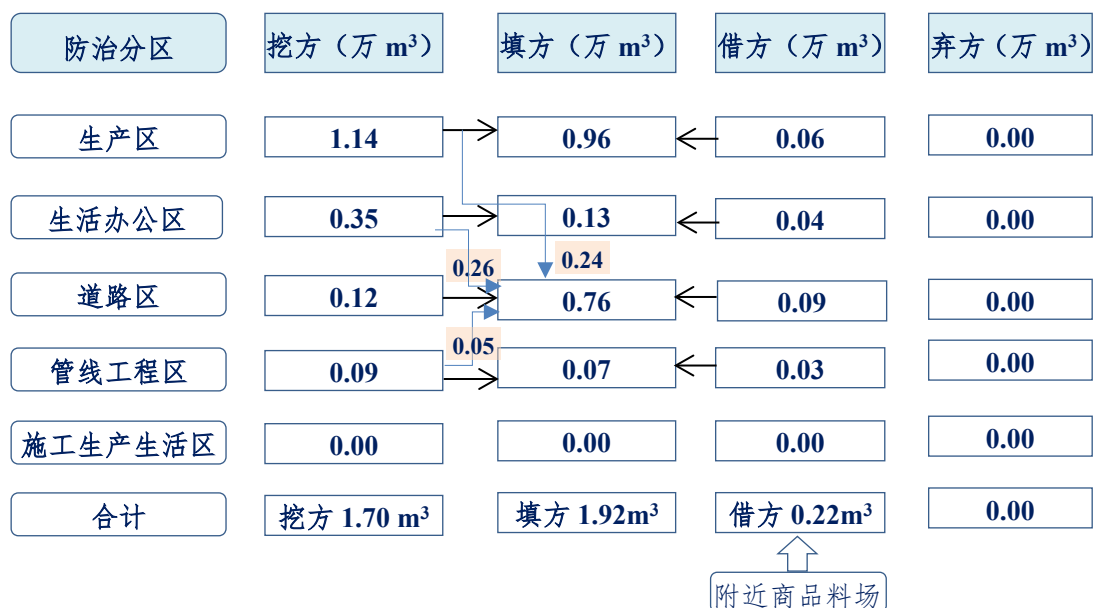 防治分区 挖方（万 m³） 填方（万 m³） 借方（万 m³） 弃方（万 m³）
生产区 1.14 0.96 0.06 0.00
生活办公区 0.35 0.13 0.04 0.00
0.26 0.24
道路区 0.12 0.76 0.09 0.00
0.05
管线工程区 0.09 0.07 0.03 0.00
施工生产生活区 0.00 0.00 0.00 0.00
合计 挖方 1.70 m³ 填方 1.92m³ 借方 0.22m³ 0.00
附近商品料场